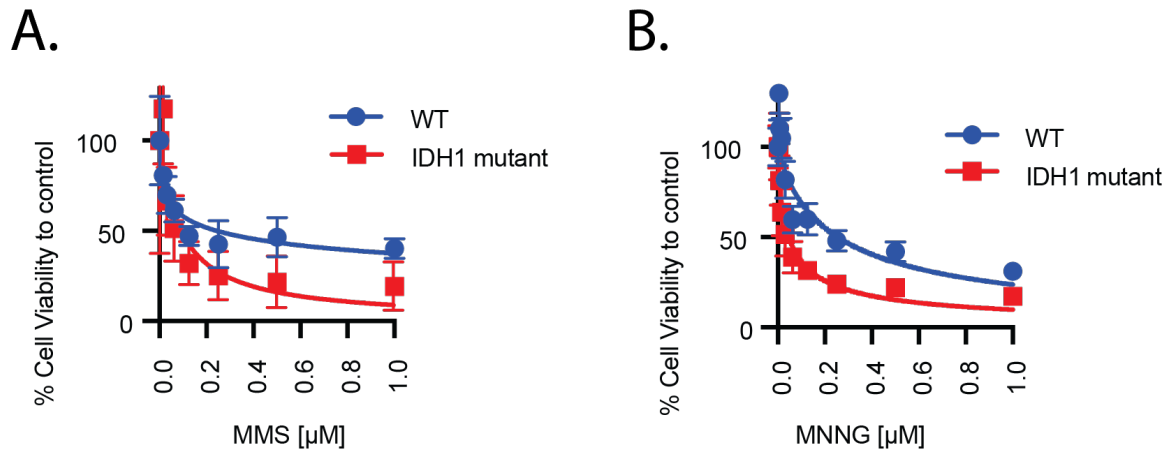 A.
% Cell Viability to control
100
50
0
WT
IDH1 mutant
0.0
0.2
0.4
0.6
0.8
1.0
MMS [µM]
B.
% Cell Viability to control
100
50
0
WT
IDH1 mutant
0.0
0.2
0.4
0.6
0.8
1.0
MNNG [µM]